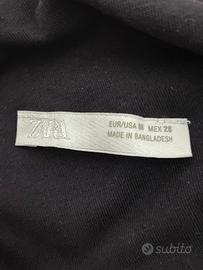 ZARA
EUR/USA M MEX 28
MADE IN BANGLADESH
subito